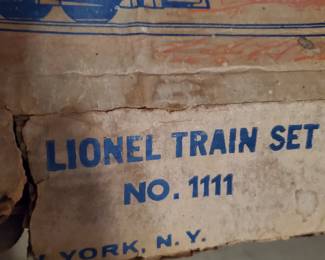 LIONEL TRAIN SET
NO. 1111
YORK, N. Y.